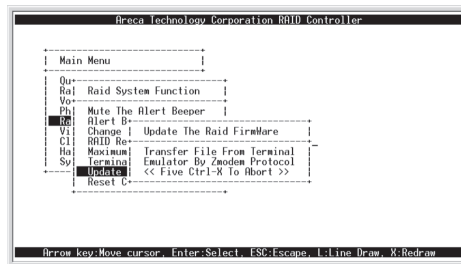 Areca Technology Corporation RAID Controller
Main Menu
Qu
Ra Raid System Function
Vo
Ph Mute The Alert Beeper
Ra Alert B
Vi Change Update The Raid FirmWare
Cl RAID Re
Ha Maximum Transfer File From Terminal
Sy Termina Emulator By Zmodem Protocol
Update << Five Ctrl-X To Abort >>
Reset C
Arrow key:Move cursor, Enter:Select, ESC:Escape, L:Line Draw, X:Redraw